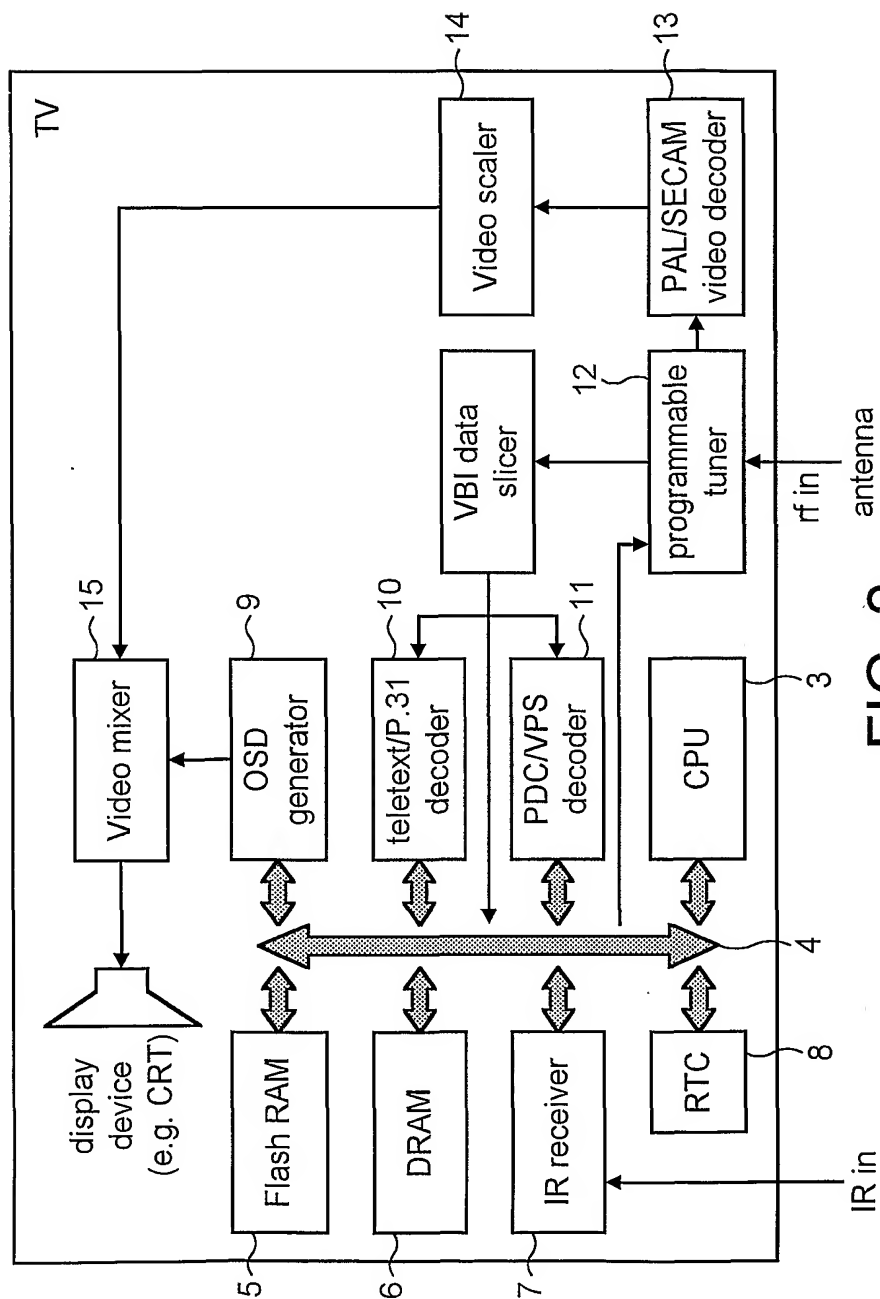 TV
display
device
(e.g. CRT)
Video mixer
15
5
Flash RAM
OSD
generator
9
6
DRAM
teletext/P.31
decoder
10
VBI data
slicer
Video scaler
14
7
IR receiver
PDC/VPS
decoder
11
12
8
RTC
4
CPU
3
programmable
tuner
PAL/SECAM
video decoder
13
IR in
rf in
antenna